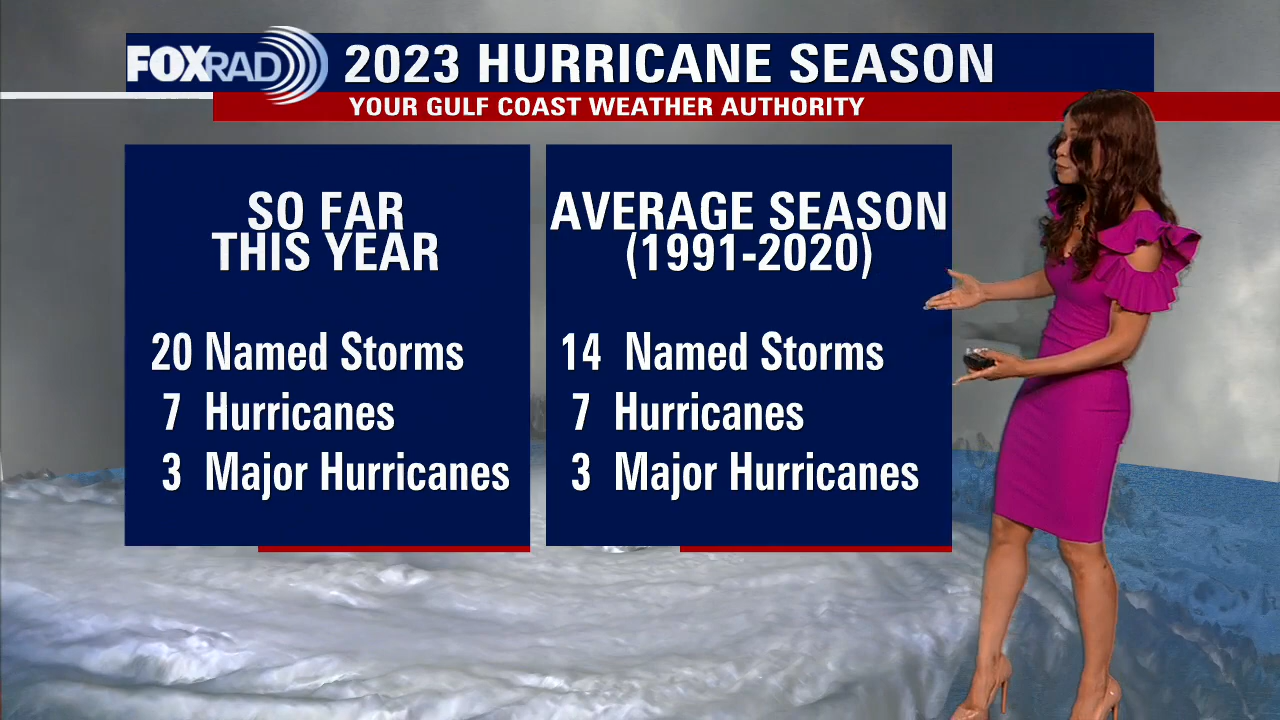 FOXRAD 2023 HURRICANE SEASON
YOUR GULF COAST WEATHER AUTHORITY
SO FAR
THIS YEAR
20 Named Storms
7 Hurricanes
3 Major Hurricanes
AVERAGE SEASON
(1991-2020)
14 Named Storms
7 Hurricanes
3 Major Hurricanes